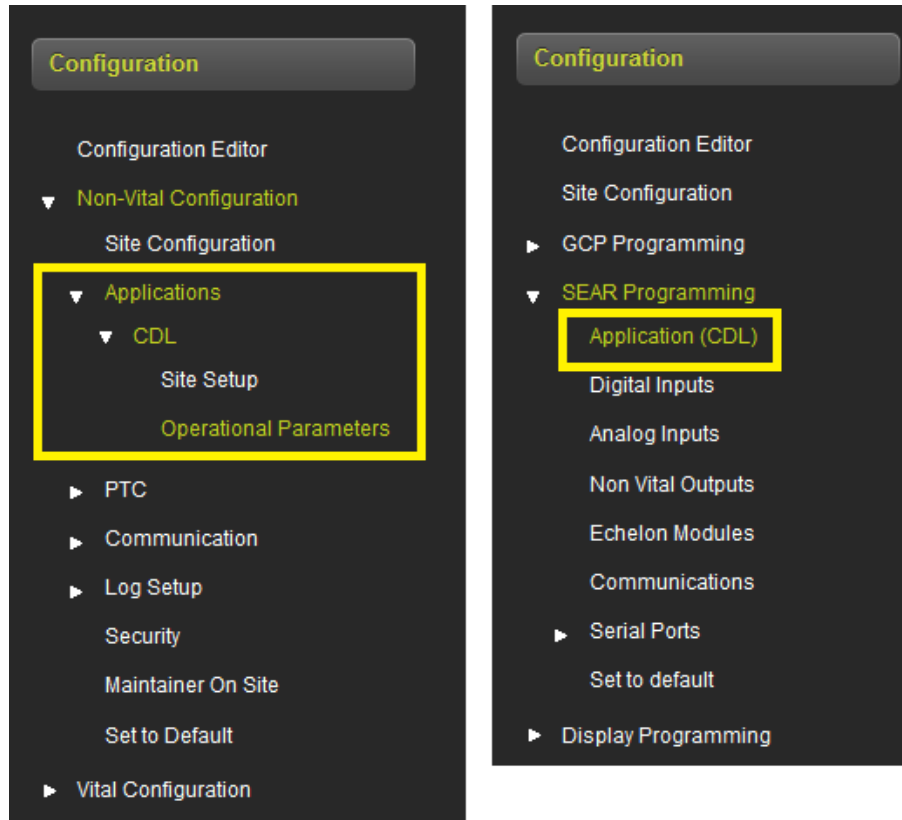 Configuration
Configuration Editor
Non-Vital Configuration
Site Configuration
Applications
CDL
Site Setup
Operational Parameters
PTC
Communication
Log Setup
Security
Maintainer On Site
Set to Default
Vital Configuration
Configuration
Configuration Editor
Site Configuration
GCP Programming
SEAR Programming
Application (CDL)
Digital Inputs
Analog Inputs
Non Vital Outputs
Echelon Modules
Communications
Serial Ports
Set to default
Display Programming